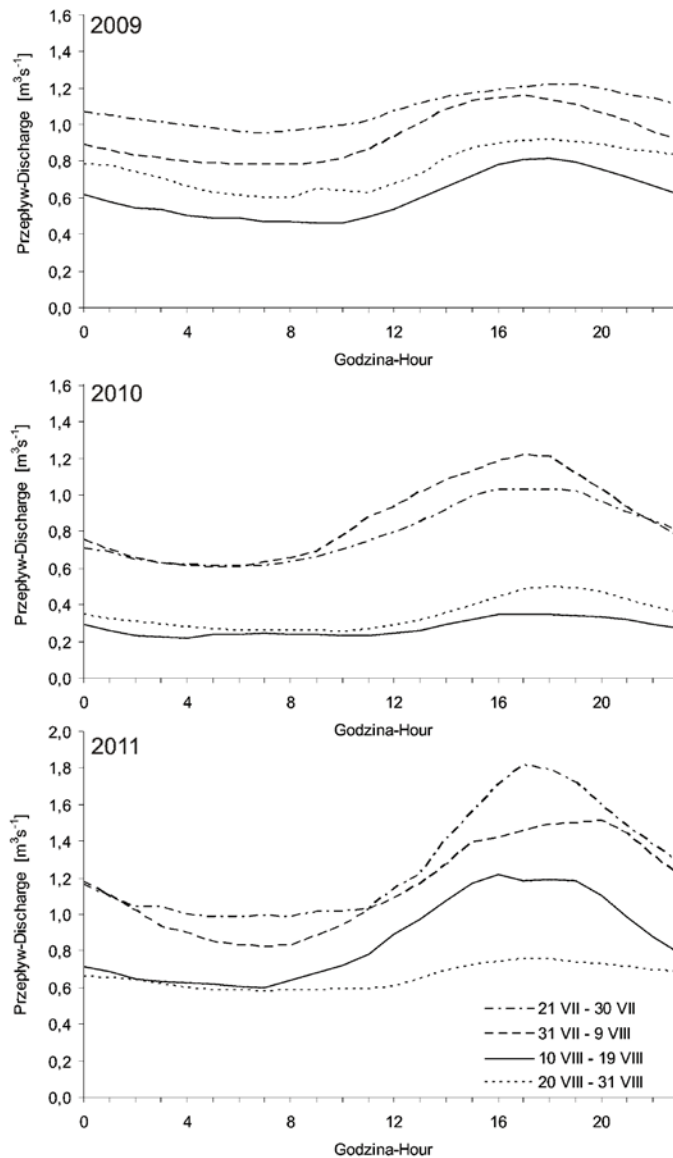 2009
Przepływ-Discharge [m³s⁻¹]
1,6
1,4
1,2
1,0
0,8
0,6
0,4
0,2
0,0
0 4 8 12 16 20
Godzina-Hour
2010
Przepływ-Discharge [m³s⁻¹]
1,6
1,4
1,2
1,0
0,8
0,6
0,4
0,2
0,0
0 4 8 12 16 20
Godzina-Hour
2011
Przepływ-Discharge [m³s⁻¹]
2,0
1,8
1,6
1,4
1,2
1,0
0,8
0,6
0,4
0,2
0,0
21 VII - 30 VII
31 VII - 9 VIII
10 VIII - 19 VIII
20 VIII - 31 VIII
0 4 8 12 16 20
Godzina-Hour